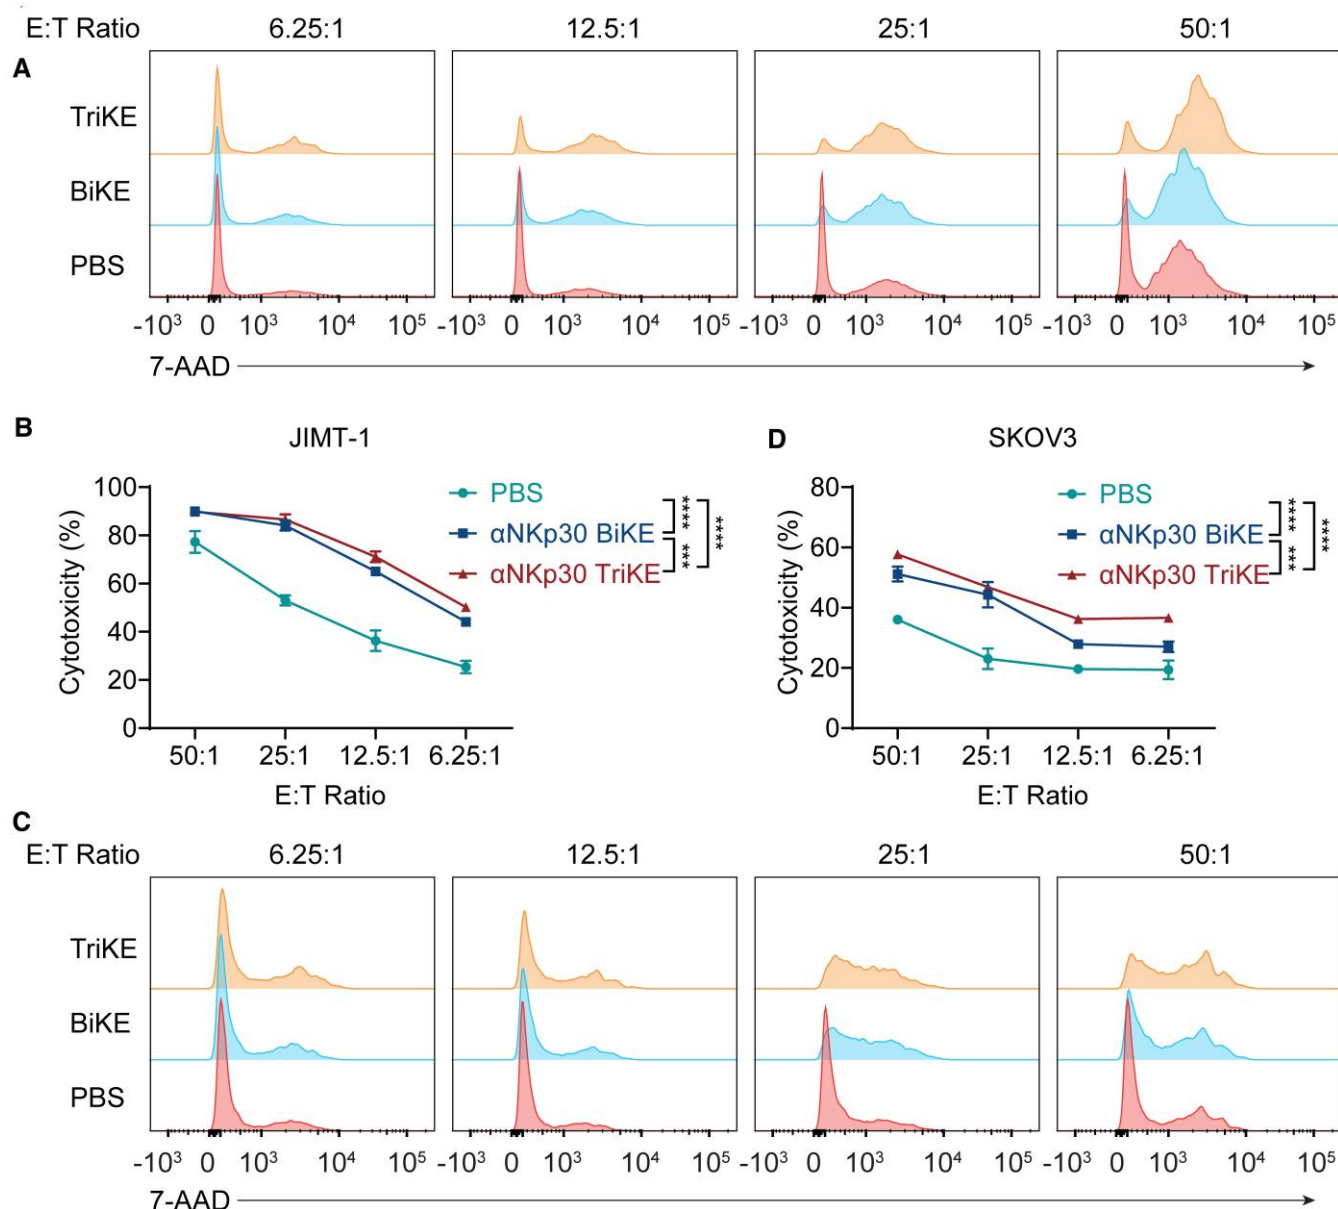 E:T Ratio 6.25:1 12.5:1 25:1 50:1
A
TriKE
BiKE
PBS
-10³ 0 10³ 10⁴ 10⁵ -10³ 0 10³ 10⁴ 10⁵ -10³ 0 10³ 10⁴ 10⁵ -10³ 0 10³ 10⁴ 10⁵
7-AAD
B
JIMT-1
Cytotoxicity (%)
100
80
60
40
20
0
50:1 25:1 12.5:1 6.25:1
E:T Ratio
PBS
αNKp30 BiKE
αNKp30 TriKE
****
***
****
D
SKOV3
Cytotoxicity (%)
80
60
40
20
0
50:1 25:1 12.5:1 6.25:1
E:T Ratio
PBS
αNKp30 BiKE
αNKp30 TriKE
****
***
****
C
E:T Ratio 6.25:1 12.5:1 25:1 50:1
TriKE
BiKE
PBS
-10³ 0 10³ 10⁴ 10⁵ -10³ 0 10³ 10⁴ 10⁵ -10³ 0 10³ 10⁴ 10⁵ -10³ 0 10³ 10⁴ 10⁵
7-AAD